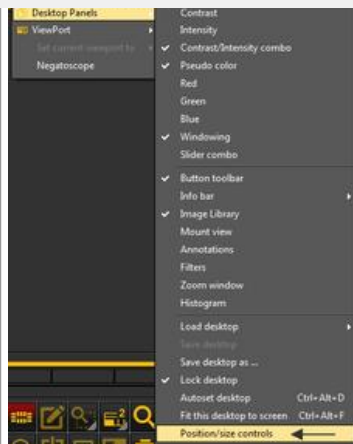 Desktop Panels
ViewPort
Set current viewport to
Negatoscope
Contrast
Intensity
Contrast/Intensity combo
Pseudo color
Red
Green
Blue
Windowing
Slider combo
Button toolbar
Info bar
Image Library
Mount view
Annotations
Filters
Zoom window
Histogram
Load desktop
Save desktop
Save desktop as ...
Lock desktop
Autoset desktop Ctrl+Alt+D
Fit this desktop to screen Ctrl+Alt+F
Position/size controls